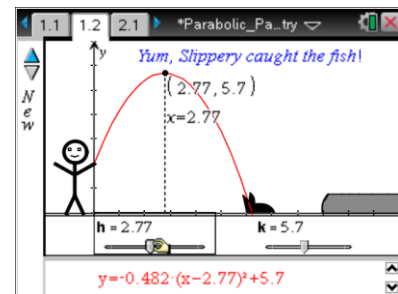 1.1 1.2 2.1 *Parabolic_Pa...try
New
y
Yum, Slippery caught the fish!
(2.77, 5.7)
x=2.77
h = 2.77 k = 5.7
y=-0.482·(x-2.77)²+5.7